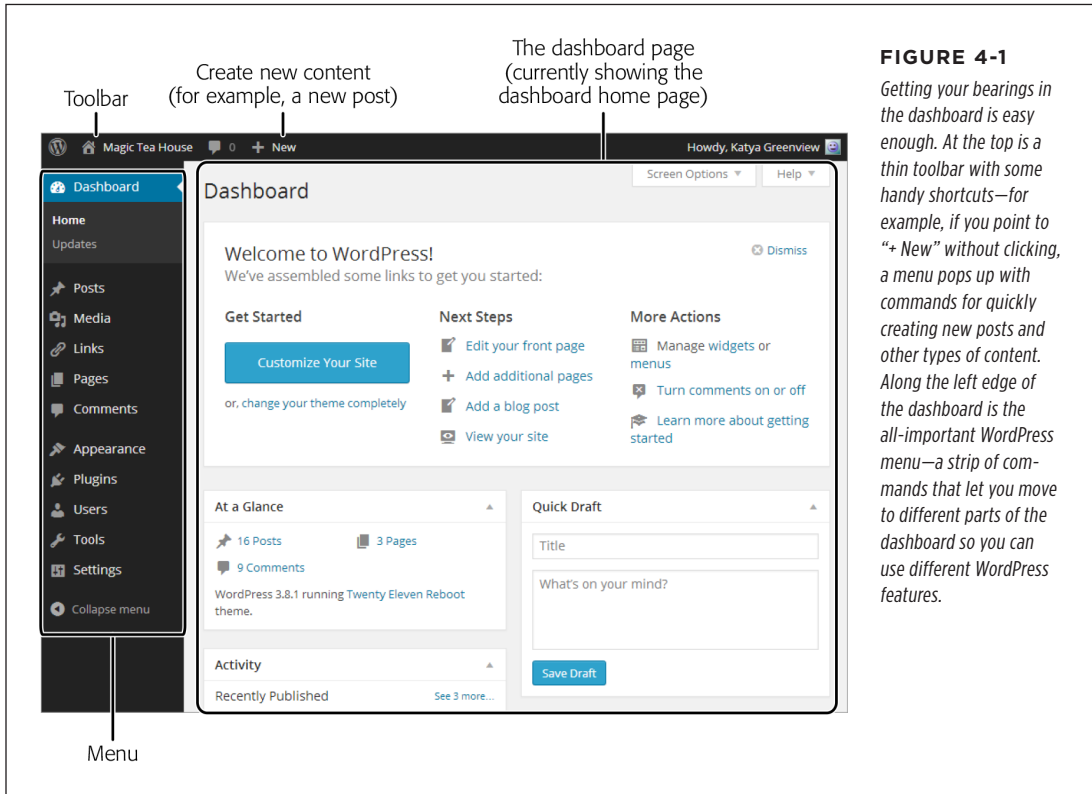 Toolbar
Create new content
(for example, a new post)
The dashboard page
(currently showing the
dashboard home page)
Magic Tea House
0
+ New
Howdy, Katya Greenview
Dashboard
Home
Updates
Posts
Media
Links
Pages
Comments
Appearance
Plugins
Users
Tools
Settings
Collapse menu
Menu
Dashboard
Screen Options
Help
Welcome to WordPress!
We've assembled some links to get you started:
Dismiss
Get Started
Customize Your Site
or, change your theme completely
Next Steps
Edit your front page
Add additional pages
Add a blog post
View your site
More Actions
Manage widgets or
menus
Turn comments on or off
Learn more about getting
started
At a Glance
16 Posts
3 Pages
9 Comments
WordPress 3.8.1 running Twenty Eleven Reboot
theme.
Activity
Recently Published
See 3 more...
Quick Draft
Title
What's on your mind?
Save Draft
FIGURE 4-1
Getting your bearings in
the dashboard is easy
enough. At the top is a
thin toolbar with some
handy shortcuts—for
example, if you point to
“+ New” without clicking,
a menu pops up with
commands for quickly
creating new posts and
other types of content.
Along the left edge of
the dashboard is the
all-important WordPress
menu—a strip of com-
mands that let you move
to different parts of the
dashboard so you can
use different WordPress
features.